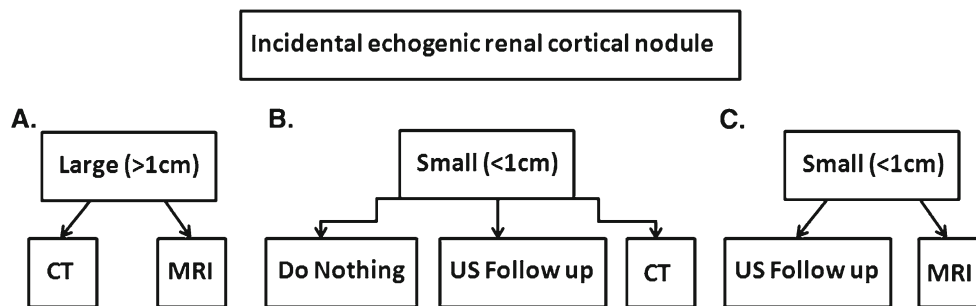 Incidental echogenic renal cortical nodule
A.
Large (>1cm)
CT
MRI
B.
Small (<1cm)
Do Nothing
US Follow up
CT
C.
Small (<1cm)
US Follow up
MRI